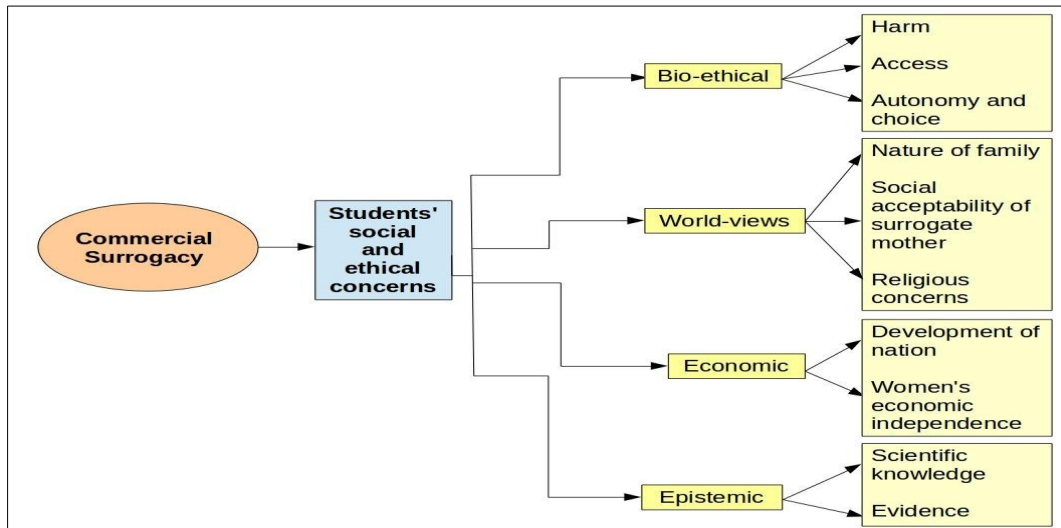 Commercial
Surrogacy
Students'
social
and
ethical
concerns
Bio-ethical
Harm
Access
Autonomy and
choice
World-views
Nature of family
Social
acceptability of
surrogate
mother
Religious
concerns
Economic
Development of
nation
Women's
economic
independence
Epistemic
Scientific
knowledge
Evidence